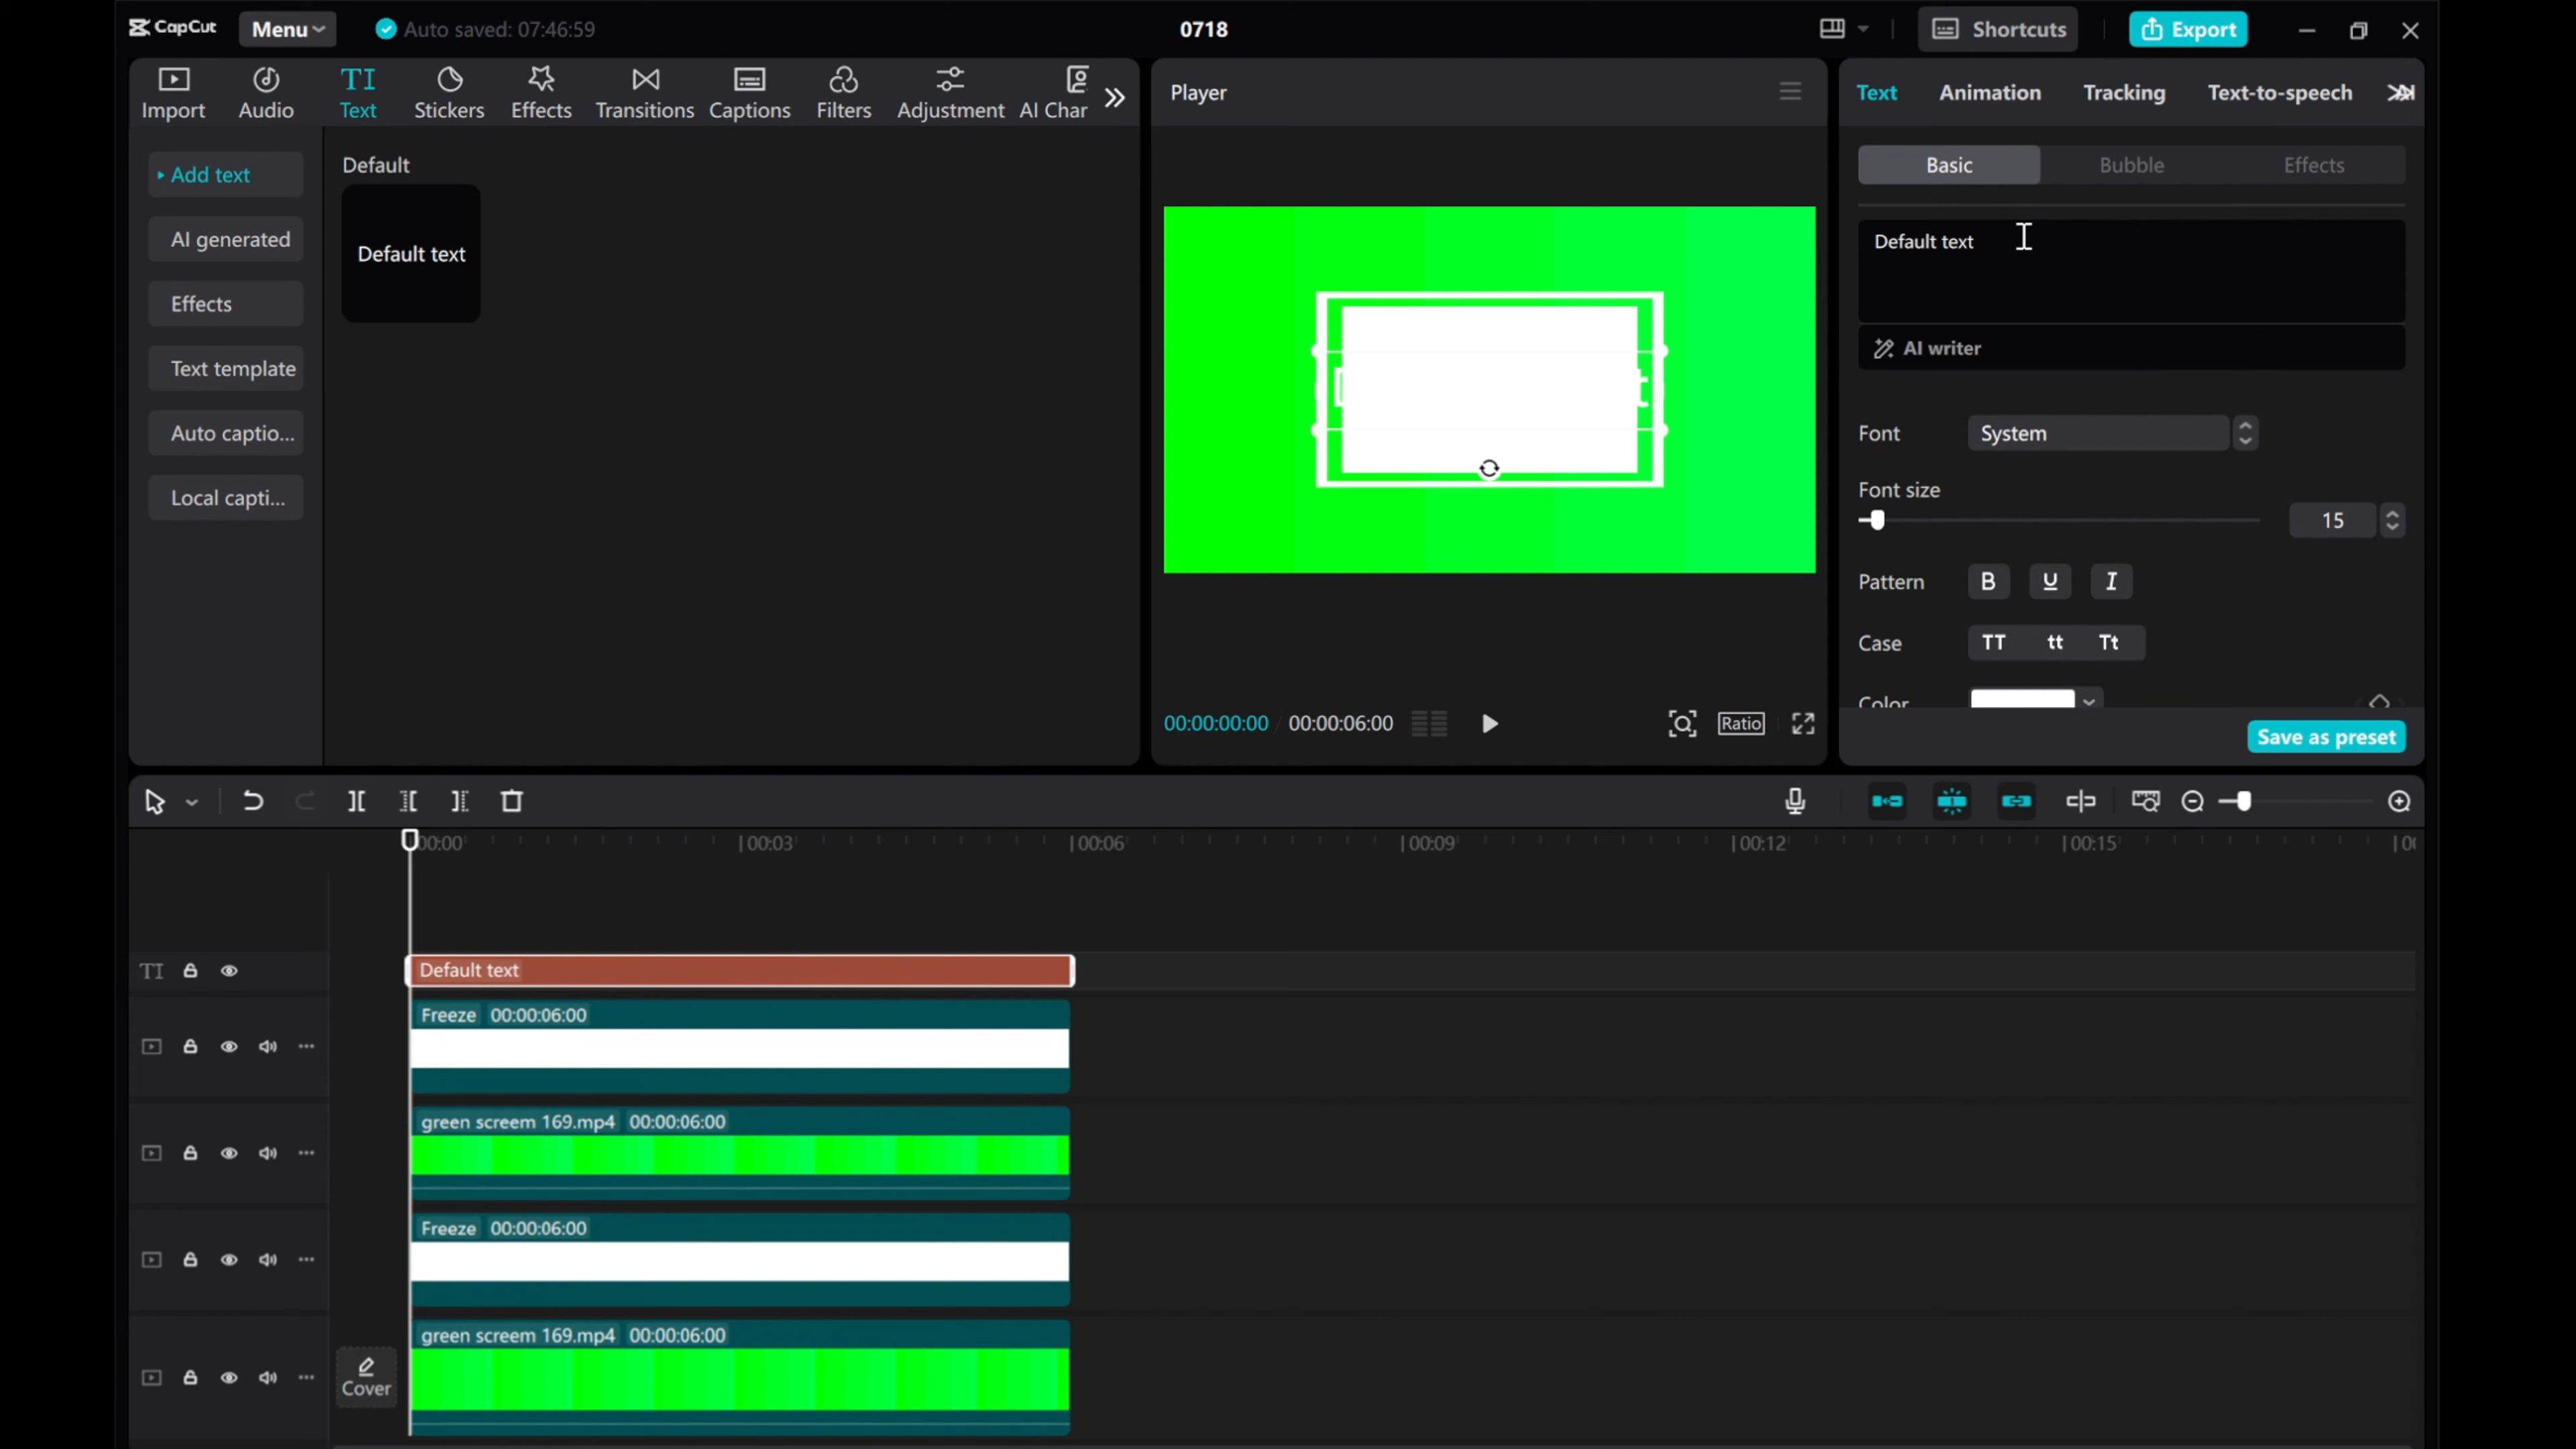 CapCut Menu Auto saved: 07:46:59 0718 Shortcuts Export
Import Audio Text Stickers Effects Transitions Captions Filters Adjustment AI Char
Add text
AI generated
Effects
Text template
Auto captio...
Local capti...
Default
Default text
Player
t
00:00:00:00 / 00:00:06:00 Ratio
Text Animation Tracking Text-to-speech
Basic Bubble Effects
Default text
AI writer
Font System
Font size
15
Pattern B U I
Case TT tt Tt
Color
Save as preset
00:00 00:03 00:06 00:09 00:12 00:15
TI Default text
Freeze 00:00:06:00
green screem 169.mp4 00:00:06:00
Freeze 00:00:06:00
green screem 169.mp4 00:00:06:00
Cover